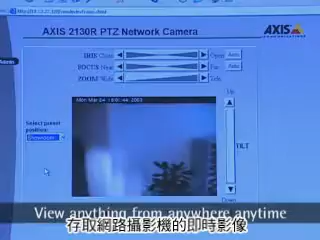 AXIS 2130R PTZ Network Camera
AXIS
COMMUNICATIONS
Admin
IRIS Close
Open
Auto
FOCUS Near
Far
Auto
ZOOM Wide
Tele
Up
Select preset position:
TILT
Down
View anything from anywhere anytime
存取網路攝影機的即時影像